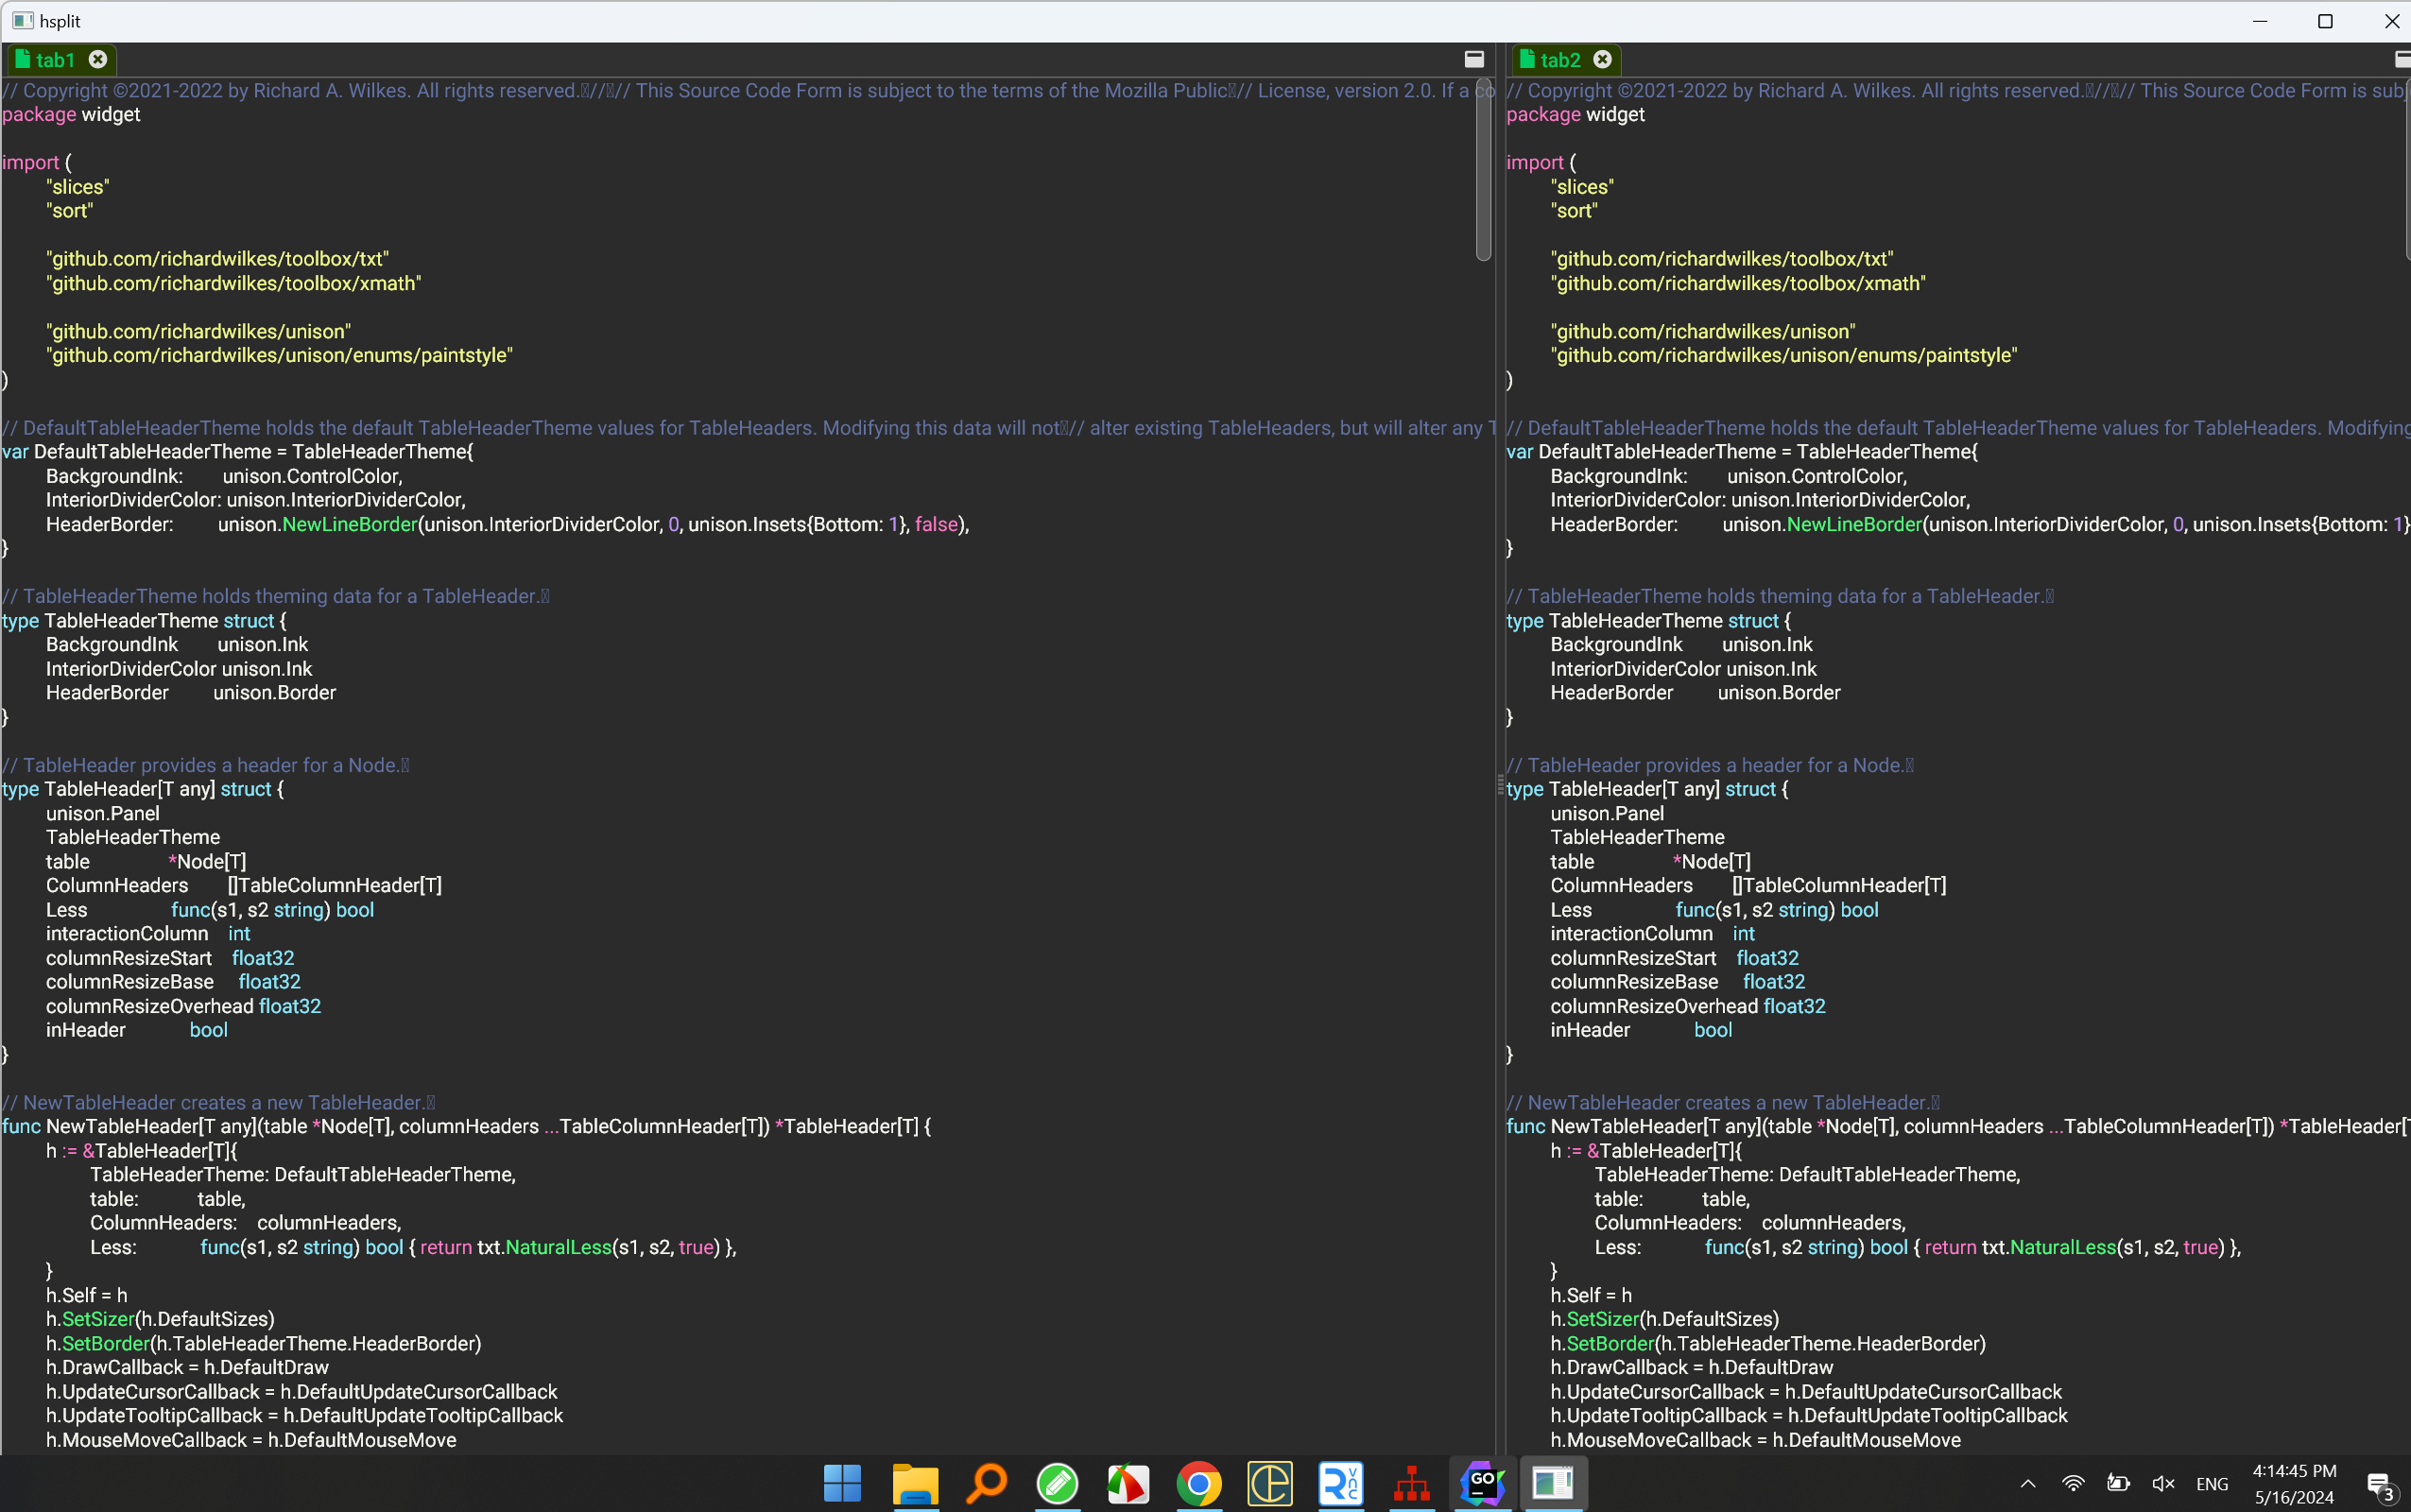 hsplit
tab1
// Copyright ©2021-2022 by Richard A. Wilkes. All rights reserved.//// This Source Code Form is subject to the terms of the Mozilla Public// License, version 2.0. If a co
package widget
import (
"slices"
"sort"
"github.com/richardwilkes/toolbox/txt"
"github.com/richardwilkes/toolbox/xmath"
"github.com/richardwilkes/unison"
"github.com/richardwilkes/unison/enums/paintstyle"
)
// DefaultTableHeaderTheme holds the default TableHeaderTheme values for TableHeaders. Modifying this data will not// alter existing TableHeaders, but will alter any T
var DefaultTableHeaderTheme = TableHeaderTheme{
BackgroundInk: unison.ControlColor,
InteriorDividerColor: unison.InteriorDividerColor,
HeaderBorder: unison.NewLineBorder(unison.InteriorDividerColor, 0, unison.Insets{Bottom: 1}, false),
}
// TableHeaderTheme holds theming data for a TableHeader.
type TableHeaderTheme struct {
BackgroundInk unison.Ink
InteriorDividerColor unison.Ink
HeaderBorder unison.Border
}
// TableHeader provides a header for a Node.
type TableHeader[T any] struct {
unison.Panel
TableHeaderTheme
table *Node[T]
ColumnHeaders []TableColumnHeader[T]
Less func(s1, s2 string) bool
interactionColumn int
columnResizeStart float32
columnResizeBase float32
columnResizeOverhead float32
inHeader bool
}
// NewTableHeader creates a new TableHeader.
func NewTableHeader[T any](table *Node[T], columnHeaders ...TableColumnHeader[T]) *TableHeader[T] {
h := &TableHeader[T]{
TableHeaderTheme: DefaultTableHeaderTheme,
table: table,
ColumnHeaders: columnHeaders,
Less: func(s1, s2 string) bool { return txt.NaturalLess(s1, s2, true) },
}
h.Self = h
h.SetSizer(h.DefaultSizes)
h.SetBorder(h.TableHeaderTheme.HeaderBorder)
h.DrawCallback = h.DefaultDraw
h.UpdateCursorCallback = h.DefaultUpdateCursorCallback
h.UpdateTooltipCallback = h.DefaultUpdateTooltipCallback
h.MouseMoveCallback = h.DefaultMouseMove
tab2
// Copyright ©2021-2022 by Richard A. Wilkes. All rights reserved.//// This Source Code Form is subj
package widget
import (
"slices"
"sort"
"github.com/richardwilkes/toolbox/txt"
"github.com/richardwilkes/toolbox/xmath"
"github.com/richardwilkes/unison"
"github.com/richardwilkes/unison/enums/paintstyle"
)
// DefaultTableHeaderTheme holds the default TableHeaderTheme values for TableHeaders. Modifying
var DefaultTableHeaderTheme = TableHeaderTheme{
BackgroundInk: unison.ControlColor,
InteriorDividerColor: unison.InteriorDividerColor,
HeaderBorder: unison.NewLineBorder(unison.InteriorDividerColor, 0, unison.Insets{Bottom: 1}
}
// TableHeaderTheme holds theming data for a TableHeader.
type TableHeaderTheme struct {
BackgroundInk unison.Ink
InteriorDividerColor unison.Ink
HeaderBorder unison.Border
}
// TableHeader provides a header for a Node.
type TableHeader[T any] struct {
unison.Panel
TableHeaderTheme
table *Node[T]
ColumnHeaders []TableColumnHeader[T]
Less func(s1, s2 string) bool
interactionColumn int
columnResizeStart float32
columnResizeBase float32
columnResizeOverhead float32
inHeader bool
}
// NewTableHeader creates a new TableHeader.
func NewTableHeader[T any](table *Node[T], columnHeaders ...TableColumnHeader[T]) *TableHeader[T
h := &TableHeader[T]{
TableHeaderTheme: DefaultTableHeaderTheme,
table: table,
ColumnHeaders: columnHeaders,
Less: func(s1, s2 string) bool { return txt.NaturalLess(s1, s2, true) },
}
h.Self = h
h.SetSizer(h.DefaultSizes)
h.SetBorder(h.TableHeaderTheme.HeaderBorder)
h.DrawCallback = h.DefaultDraw
h.UpdateCursorCallback = h.DefaultUpdateCursorCallback
h.UpdateTooltipCallback = h.DefaultUpdateTooltipCallback
h.MouseMoveCallback = h.DefaultMouseMove
GO
ENG
4:14:45 PM
5/16/2024
3